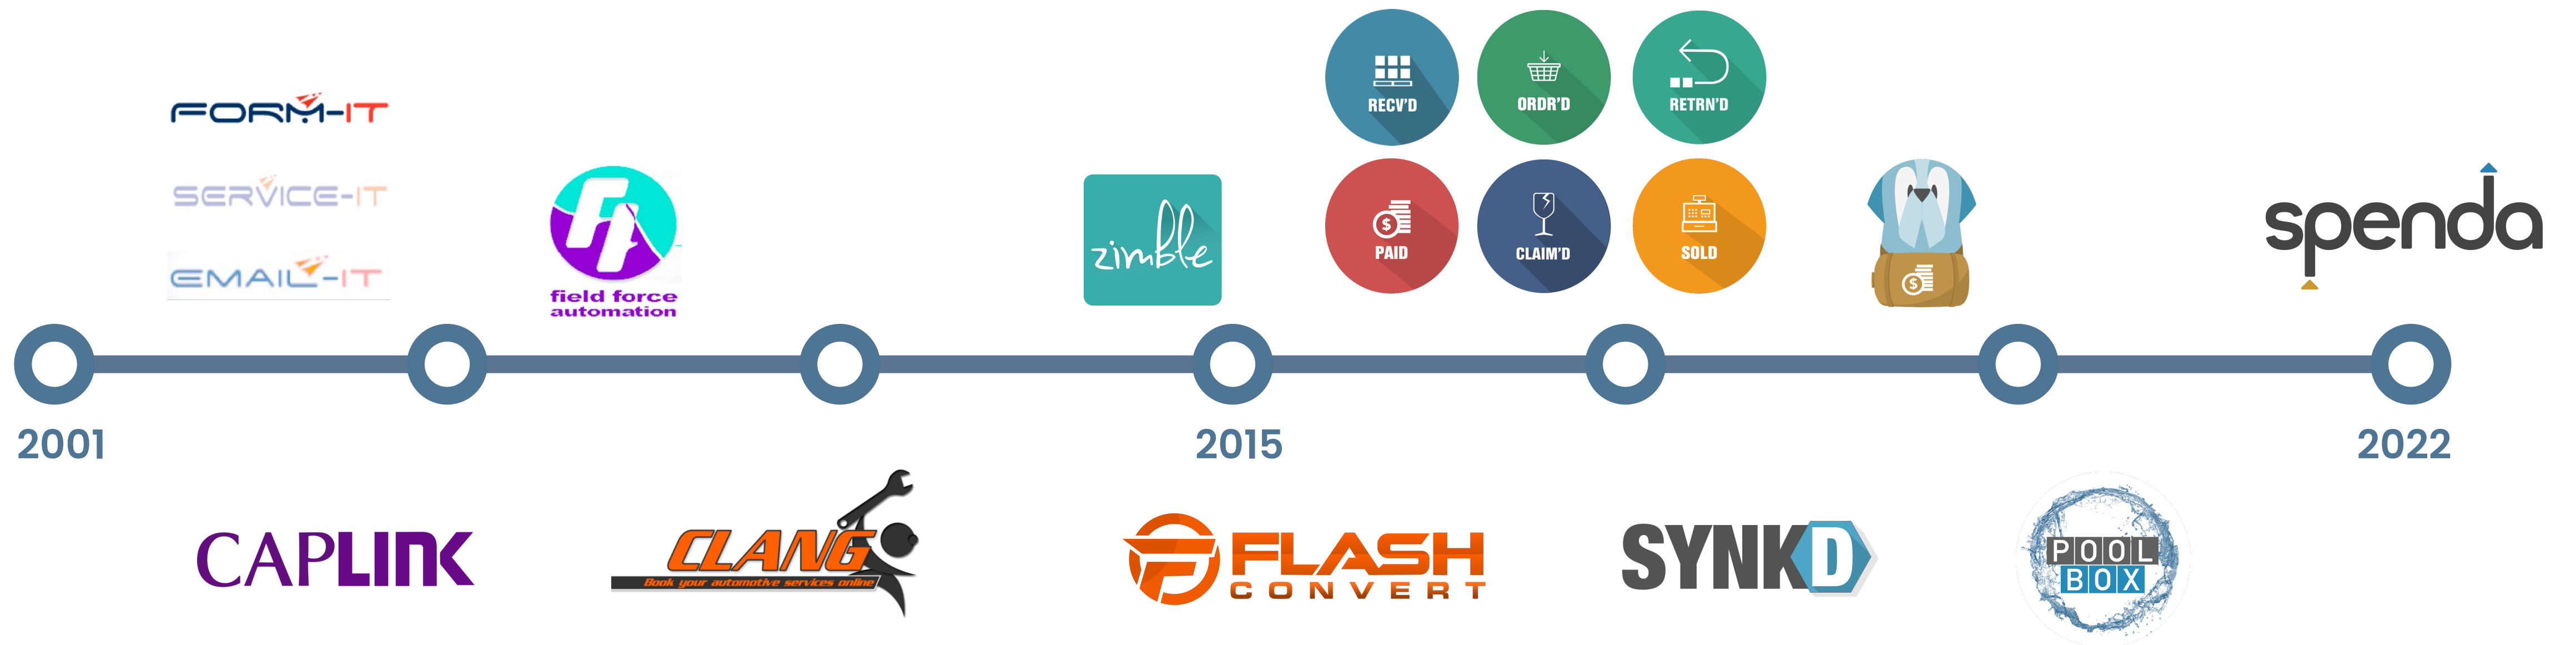 FORM-IT
SERVICE-IT
EMAIL-IT
field force
automation
zimble
RECV'D
ORDR'D
RETRN'D
PAID
CLAIM'D
SOLD
$
$
spenda
2001
2015
2022
CAPLINK
CLANG
Book your automotive services online
FLASH
CONVERT
SYNKD
POOL
BOX